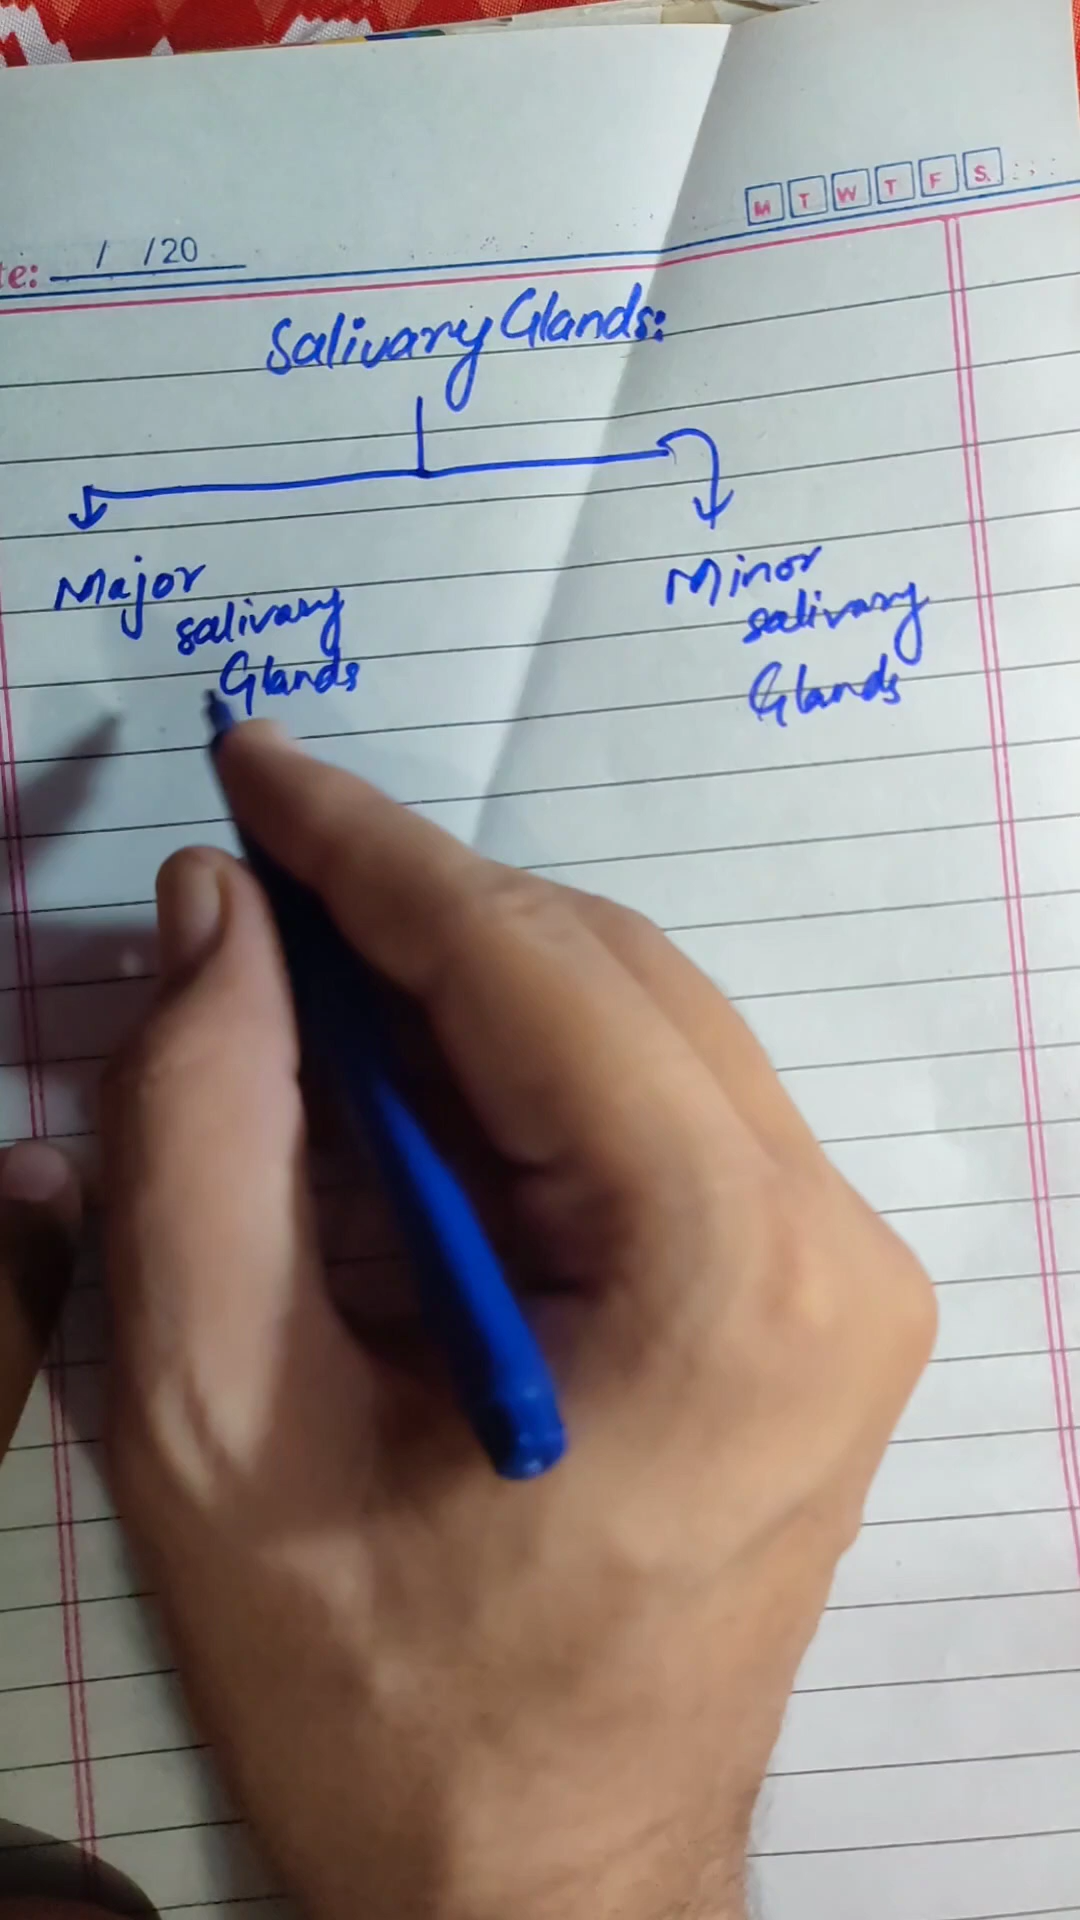 M T W T F S
te: / /20
Salivary Glands:
Major
salivary
Glands
Minor
salivary
Glands